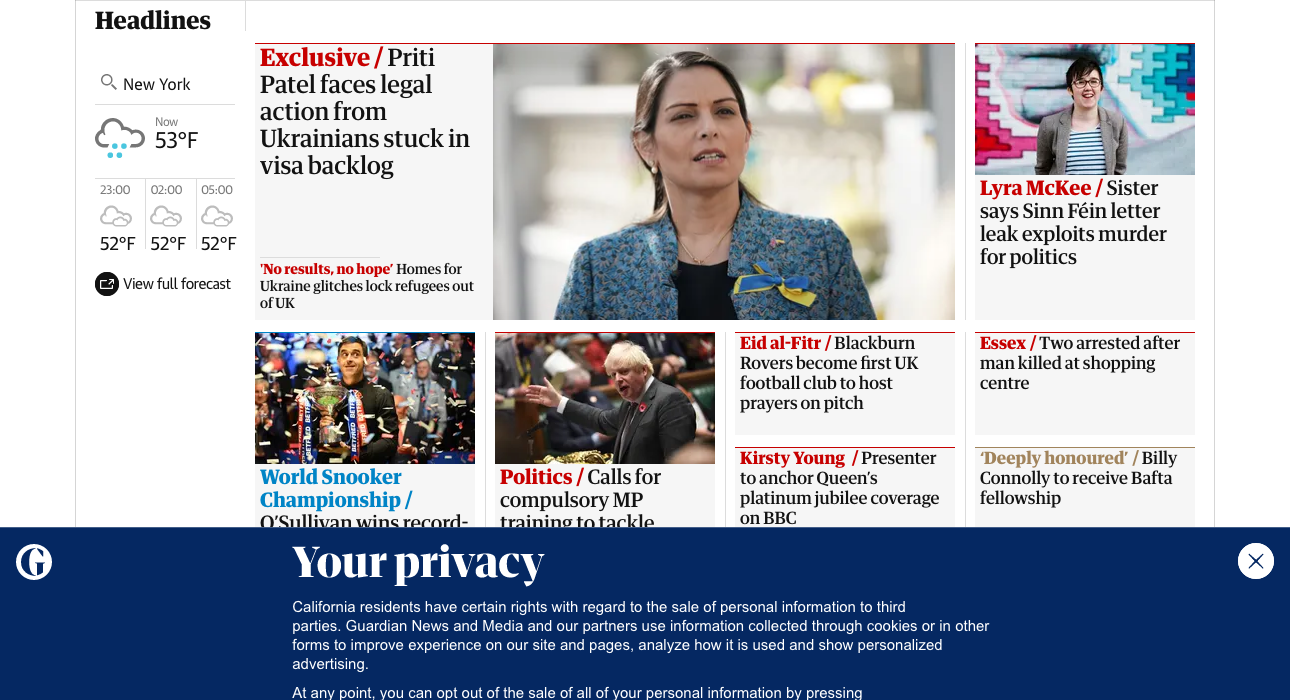 Headlines
New York
Now
53°F
23:00
02:00
05:00
52°F
52°F
52°F
View full forecast
Exclusive / Priti
Patel faces legal
action from
Ukrainians stuck in
visa backlog
'No results, no hope' Homes for
Ukraine glitches lock refugees out
of UK
Lyra McKee / Sister
says Sinn Féin letter
leak exploits murder
for politics
World Snooker
Championship /
O'Sullivan wins record-
Politics / Calls for
compulsory MP
training to tackle
Eid al-Fitr / Blackburn
Rovers become first UK
football club to host
prayers on pitch
Kirsty Young / Presenter
to anchor Queen's
platinum jubilee coverage
on BBC
Essex / Two arrested after
man killed at shopping
centre
‘Deeply honoured’ / Billy
Connolly to receive Bafta
fellowship
G
Your privacy
California residents have certain rights with regard to the sale of personal information to third
parties. Guardian News and Media and our partners use information collected through cookies or in other
forms to improve experience on our site and pages, analyze how it is used and show personalized
advertising.
At any point, you can opt out of the sale of all of your personal information by pressing